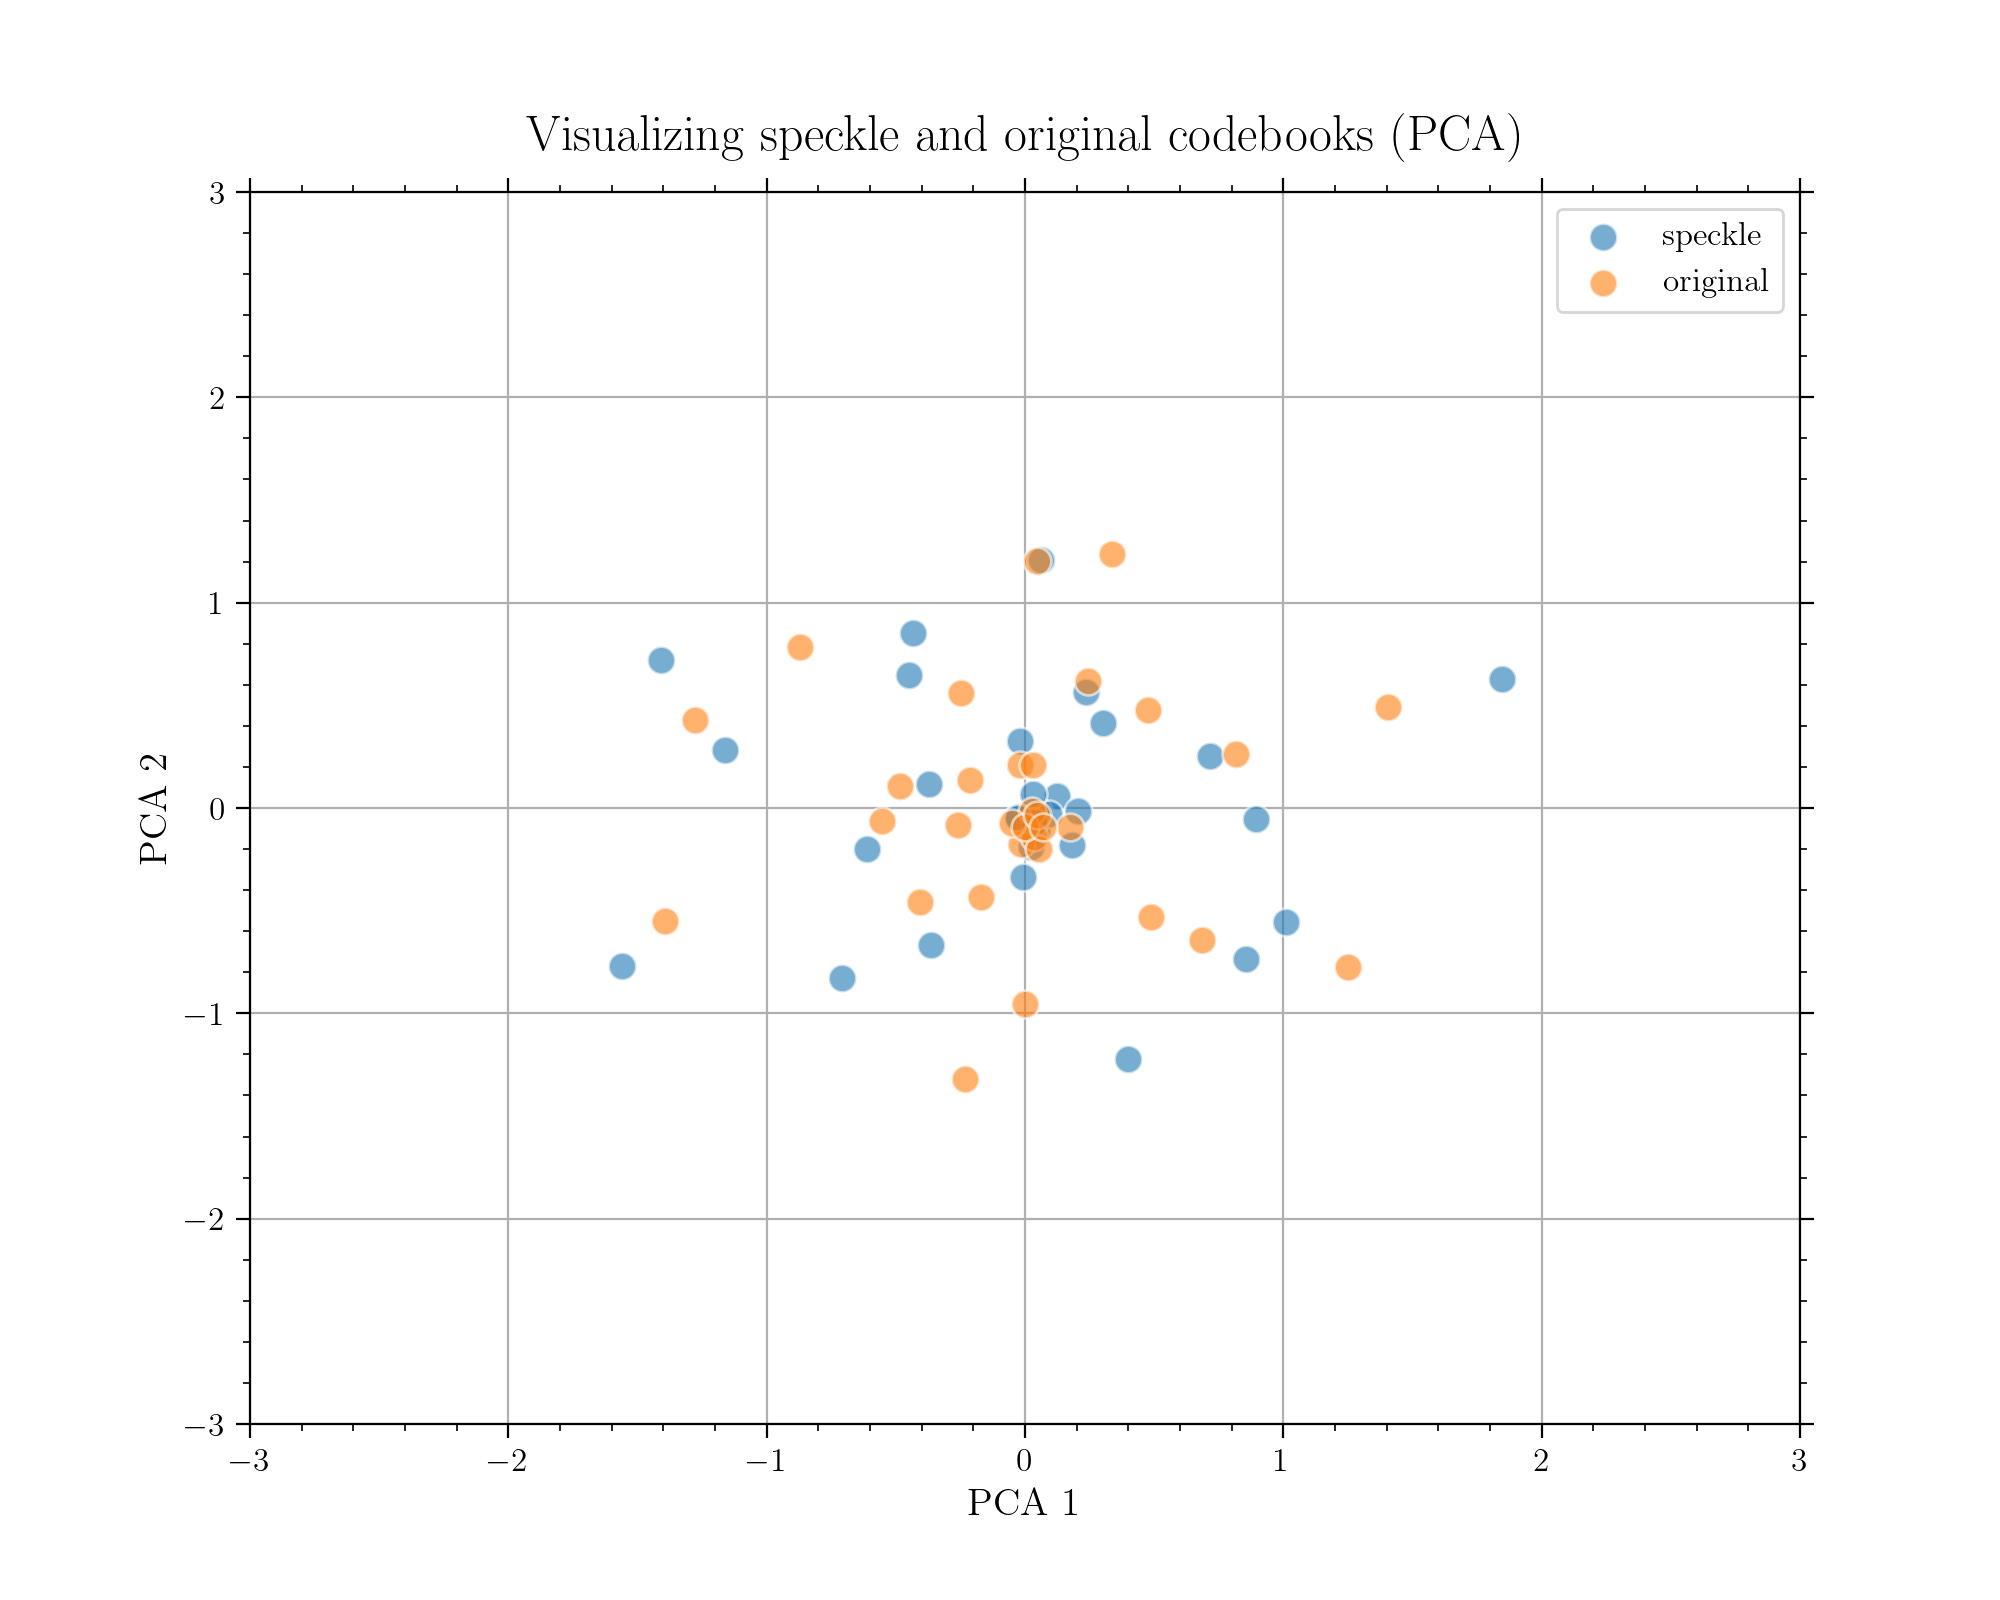 Visualizing speckle and original codebooks (PCA)
speckle
original
3
2
1
0
−1
−2
−3
PCA 2
−3
−2
−1
0
1
2
3
PCA 1